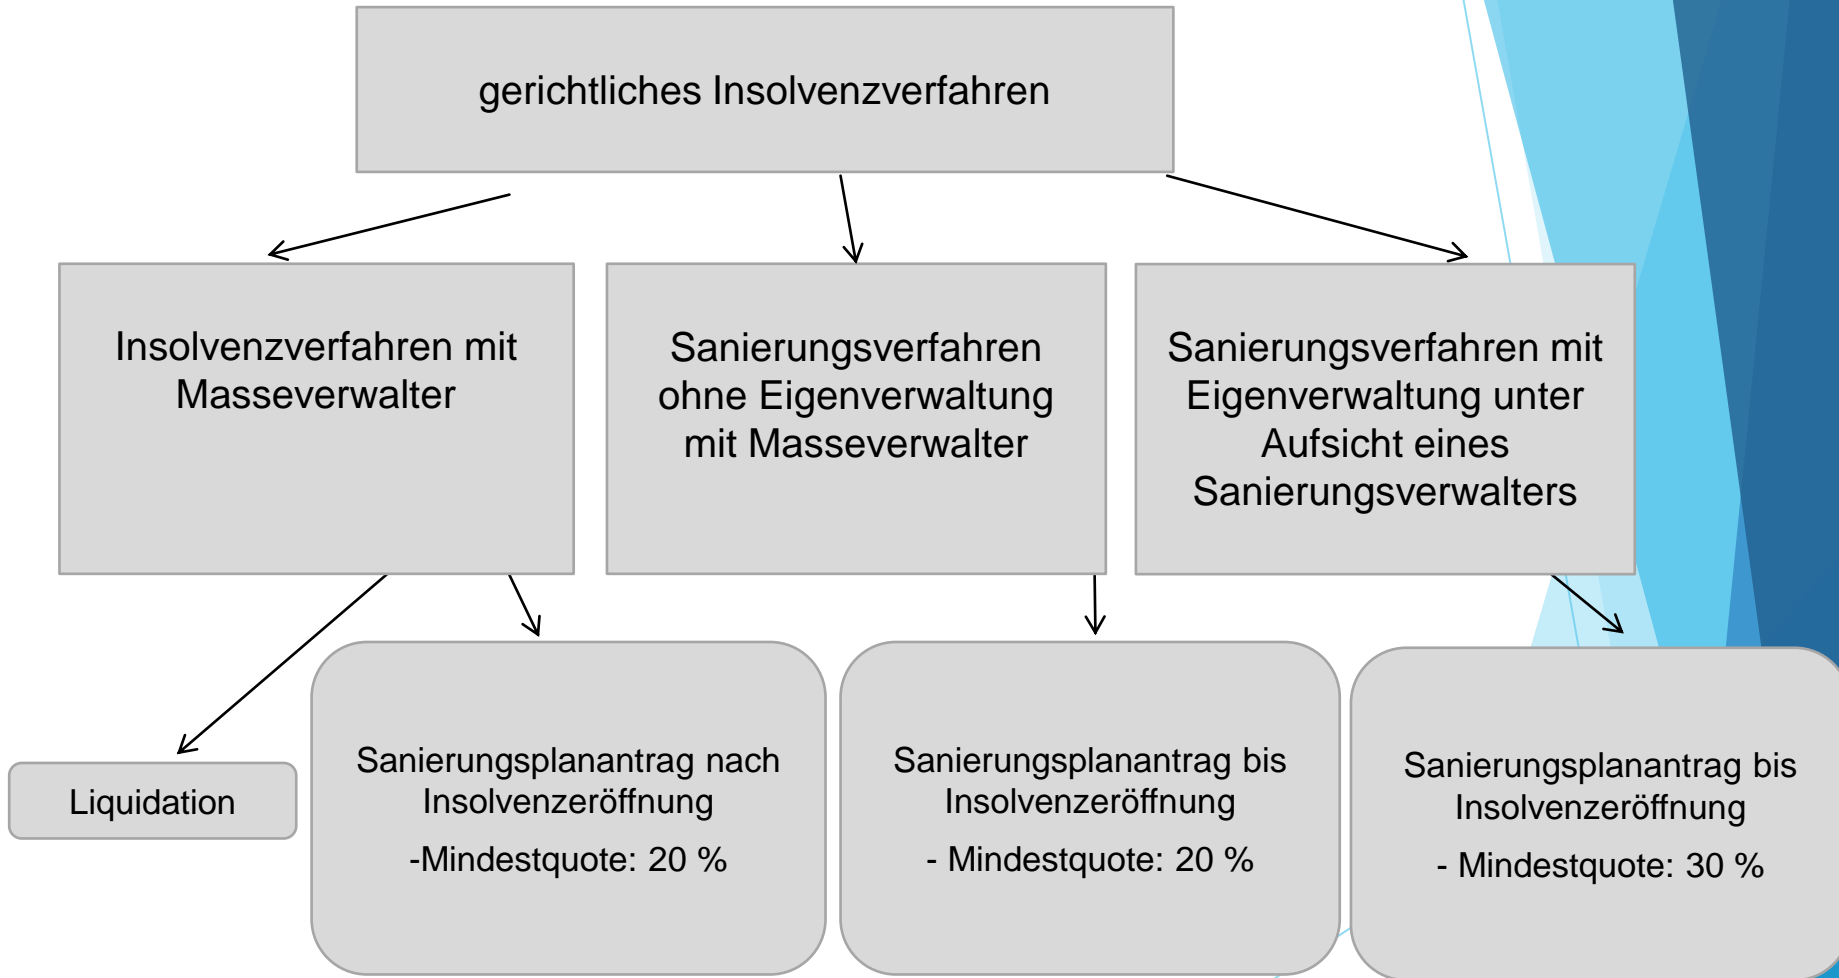 gerichtliches Insolvenzverfahren
Insolvenzverfahren mit
Masseverwalter
Sanierungsverfahren
ohne Eigenverwaltung
mit Masseverwalter
Sanierungsverfahren mit
Eigenverwaltung unter
Aufsicht eines
Sanierungsverwalters
Liquidation
Sanierungsplanantrag nach
Insolvenzeröffnung
-Mindestquote: 20 %
Sanierungsplanantrag bis
Insolvenzeröffnung
- Mindestquote: 20 %
Sanierungsplanantrag bis
Insolvenzeröffnung
- Mindestquote: 30 %